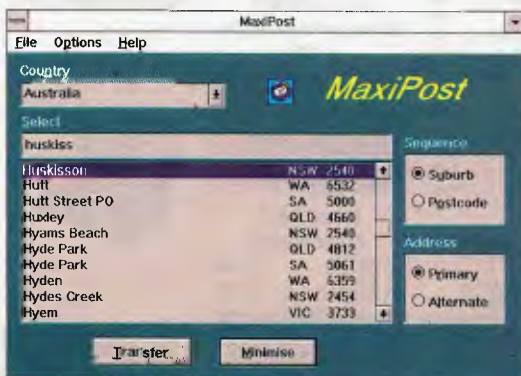 MaxiPost
File Options Help
Country
Australia
MaxiPost
Select
huskiss
Huskisson NSW 2540
Hutt WA 6532
Hutt Street PO SA 5000
Huxley QLD 4660
Hyams Beach NSW 2540
Hyde Park QLD 4812
Hyde Park SA 5061
Hyden WA 6359
Hydes Creek NSW 2454
Hyem VIC 3733
Sequence
Suburb
Postcode
Address
Primary
Alternate
Transfer
Minimise